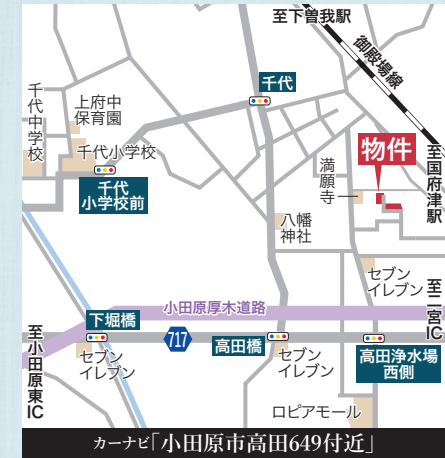 至下曽我駅
御殿場線
千代
千代中学校
上府中
保育園
千代小学校
千代
小学校前
満願寺
物件
至国府津駅
八幡
神社
セブン
イレブン
小田原厚木道路
至二宮IC
下堀橋
717
高田橋
高田浄水場
西側
至小田原東IC
セブン
イレブン
セブン
イレブン
ロピアモール
カーナビ「小田原市高田649付近」